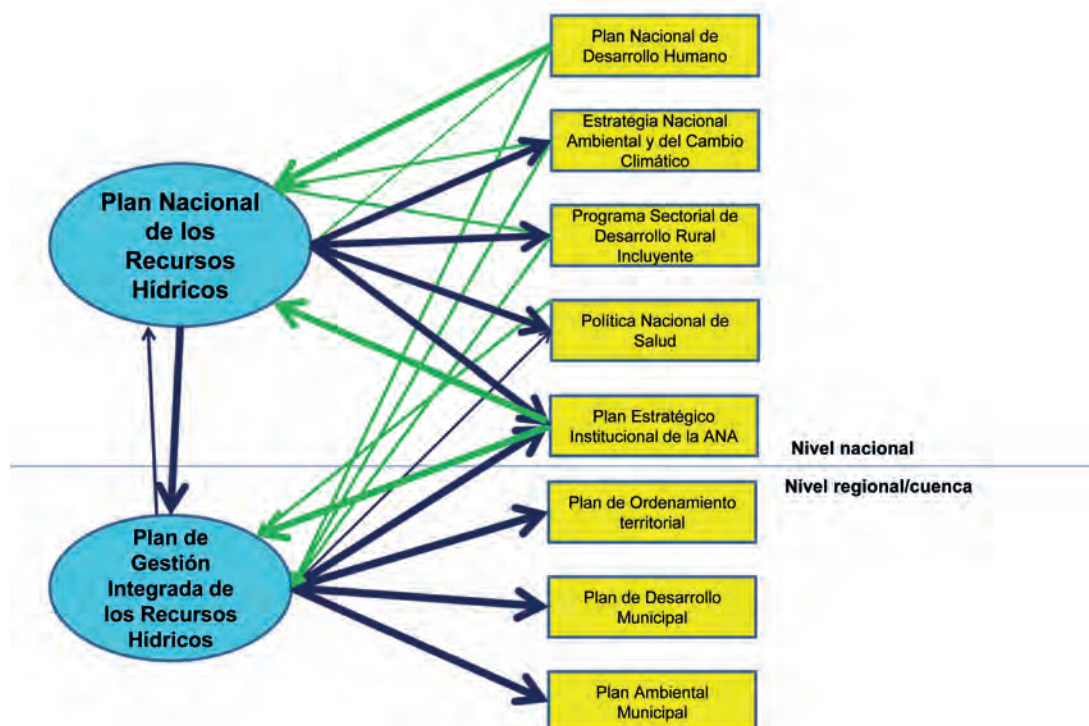 Plan Nacional de
Desarrollo Humano
Estrategia Nacional
Ambiental y del Cambio
Climático
Plan Nacional
de los
Recursos
Hídricos
Programa Sectorial de
Desarrollo Rural
Incluyente
Política Nacional de
Salud
Plan Estratégico
Institucional de la ANA
Nivel nacional
Nivel regional/cuenca
Plan de Ordenamiento
territorial
Plan de
Gestión
Integrada de
los Recursos
Hídricos
Plan de Desarrollo
Municipal
Plan Ambiental
Municipal